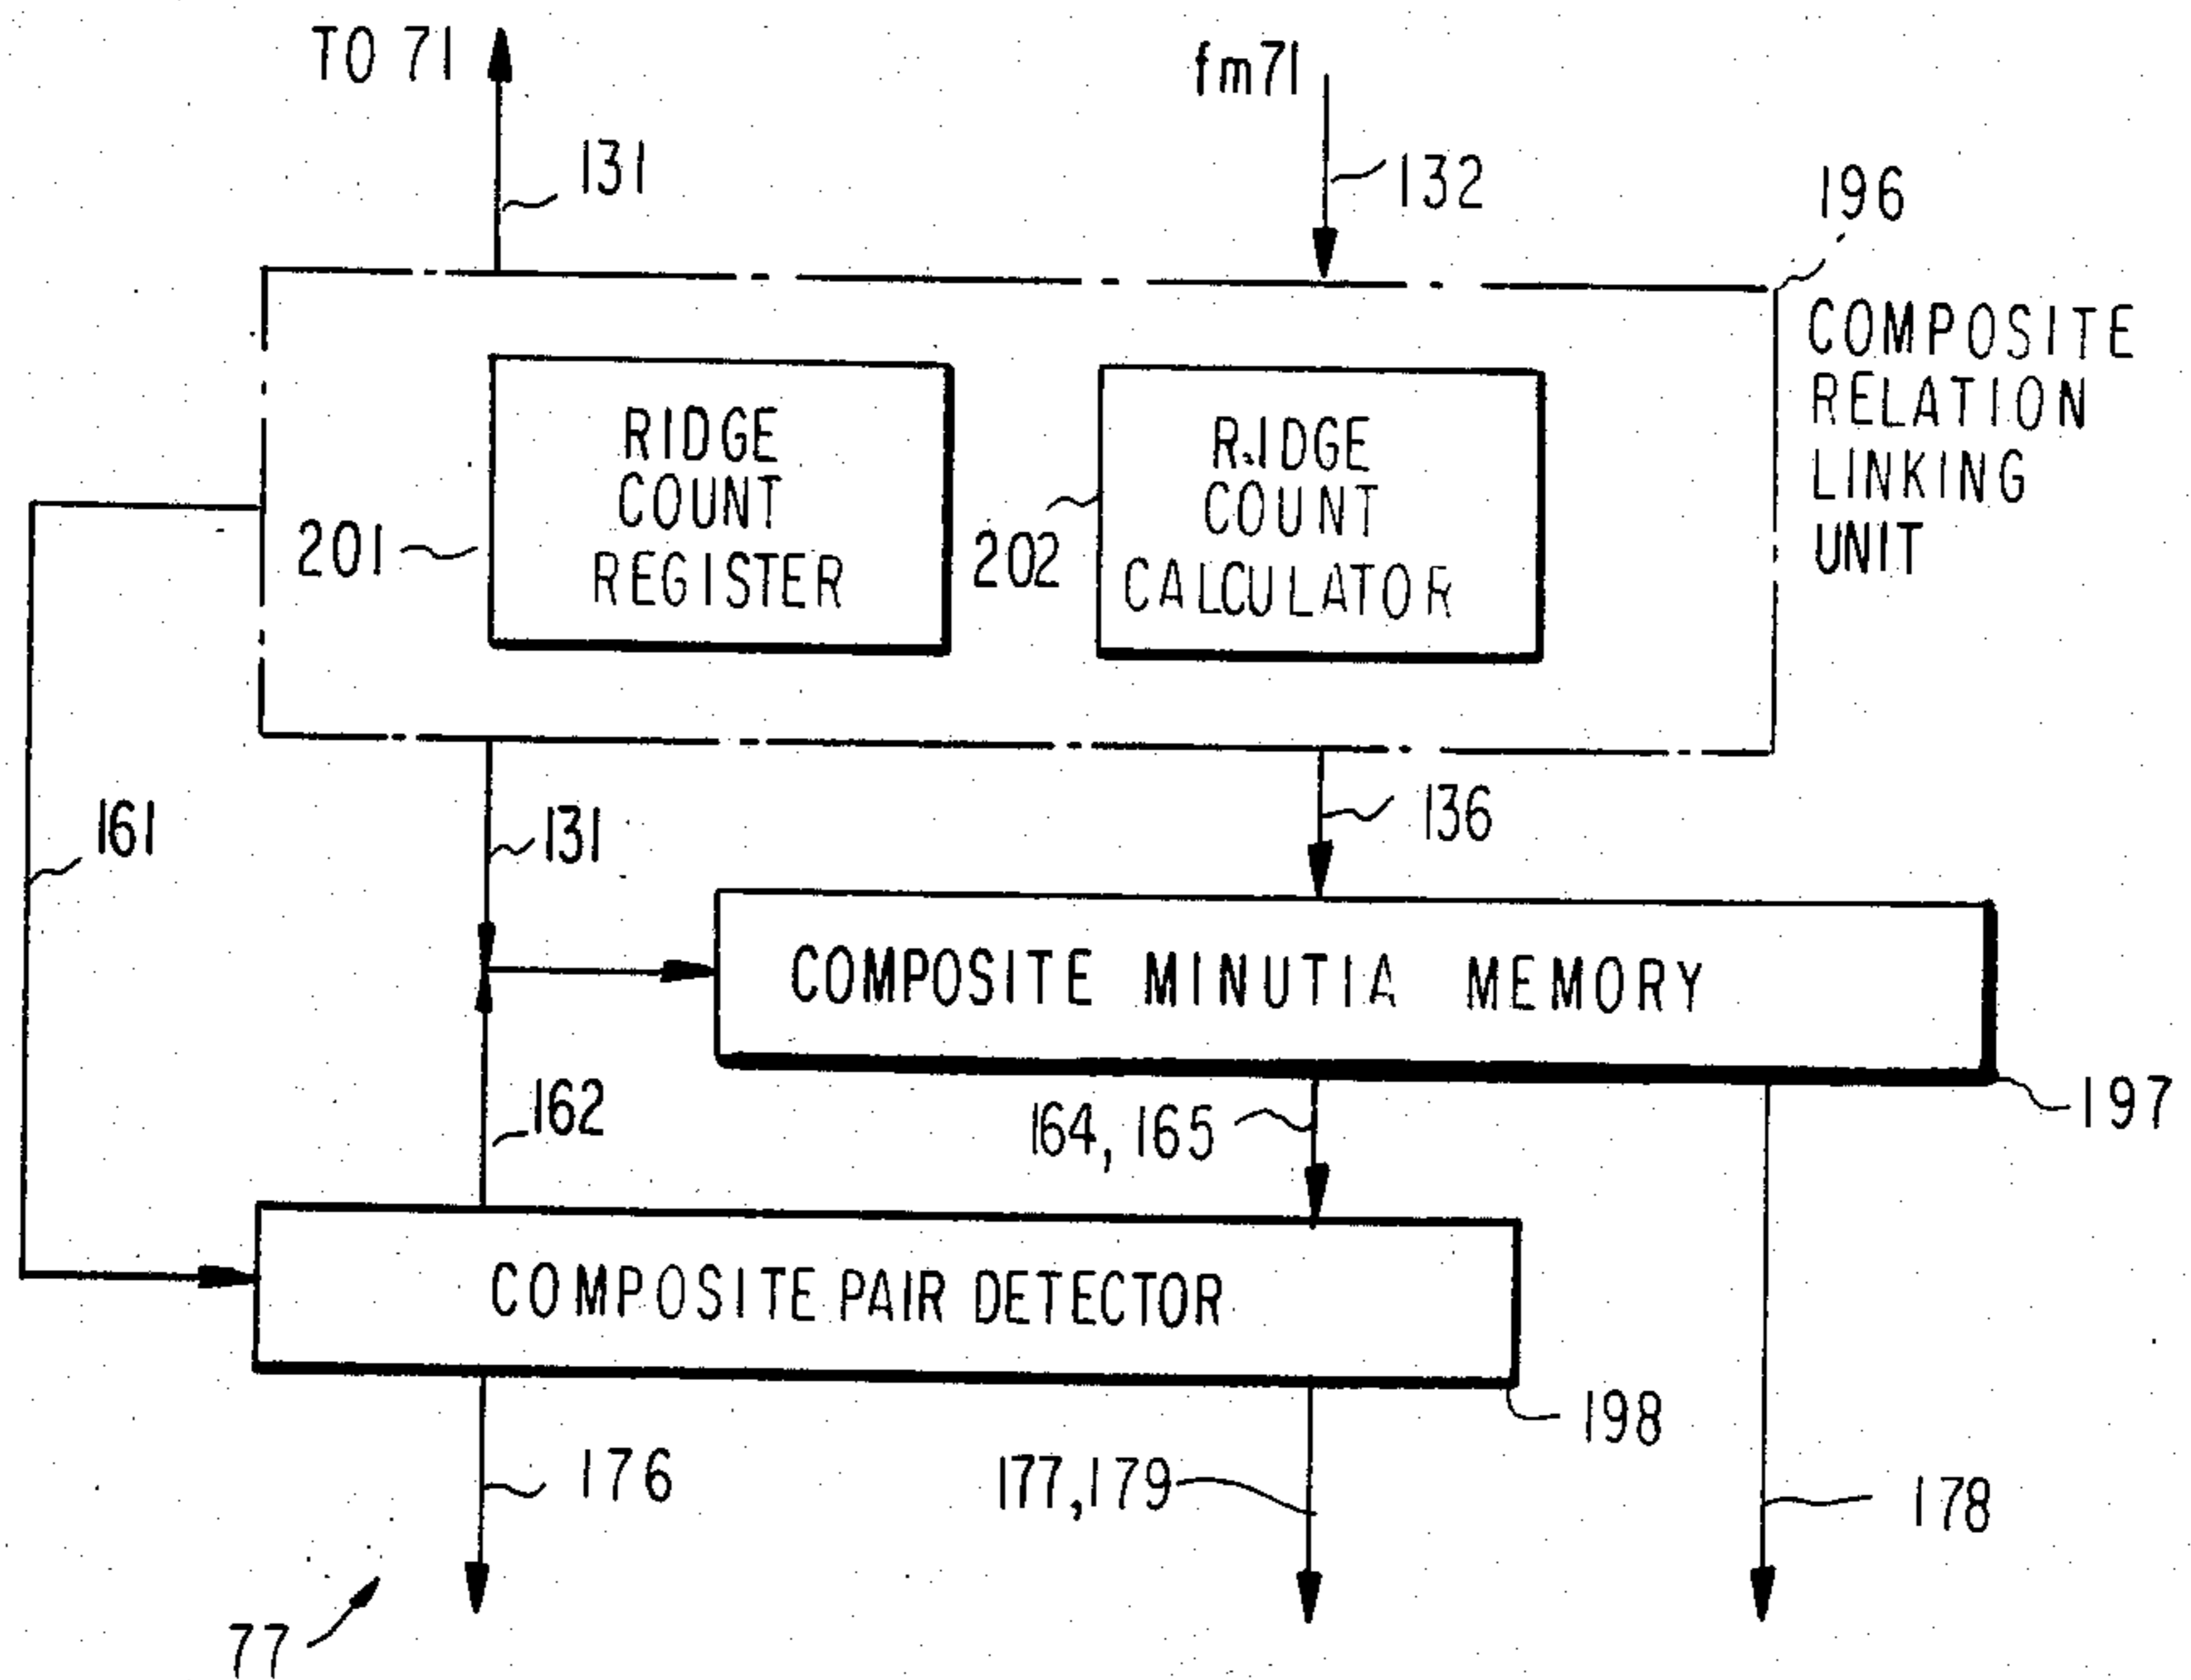 TO 71
fm71
131
132
196
COMPOSITE
RELATION
LINKING
UNIT
RIDGE
COUNT
REGISTER
201
RIDGE
COUNT
CALCULATOR
202
161
131
136
COMPOSITE MINUTIA MEMORY
162
164, 165
197
COMPOSITE PAIR DETECTOR
198
176
177, 179
178
77